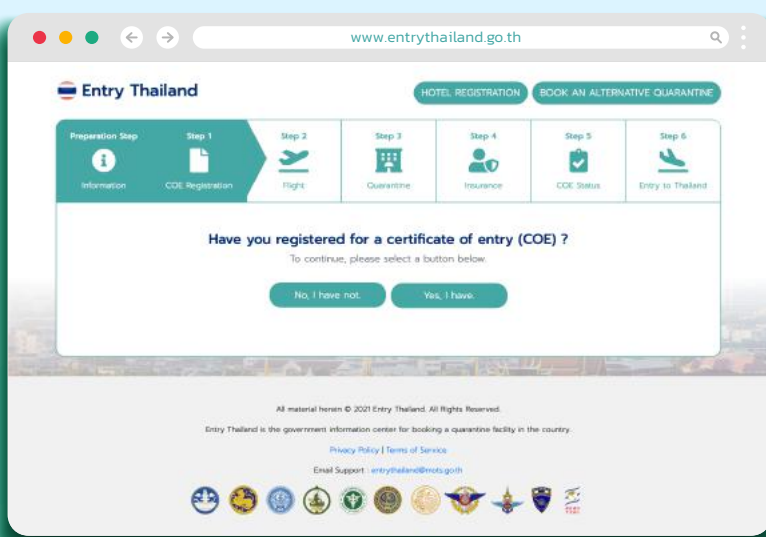 www.entrythailand.go.th
Entry Thailand
HOTEL REGISTRATION
BOOK AN ALTERNATIVE QUARANTINE
Preparation Step
Step 1
Step 2
Step 3
Step 4
Step 5
Step 6
Information
COE Registration
Flight
Quarantine
Insurance
COE Status
Entry to Thailand
Have you registered for a certificate of entry (COE) ?
To continue, please select a button below.
No, I have not.
Yes, I have.
All material herein © 2021 Entry Thailand. All Rights Reserved.
Entry Thailand is the government information center for booking a quarantine facility in the country.
Privacy Policy | Terms of Service
Email Support : entrythailand@mots.go.th